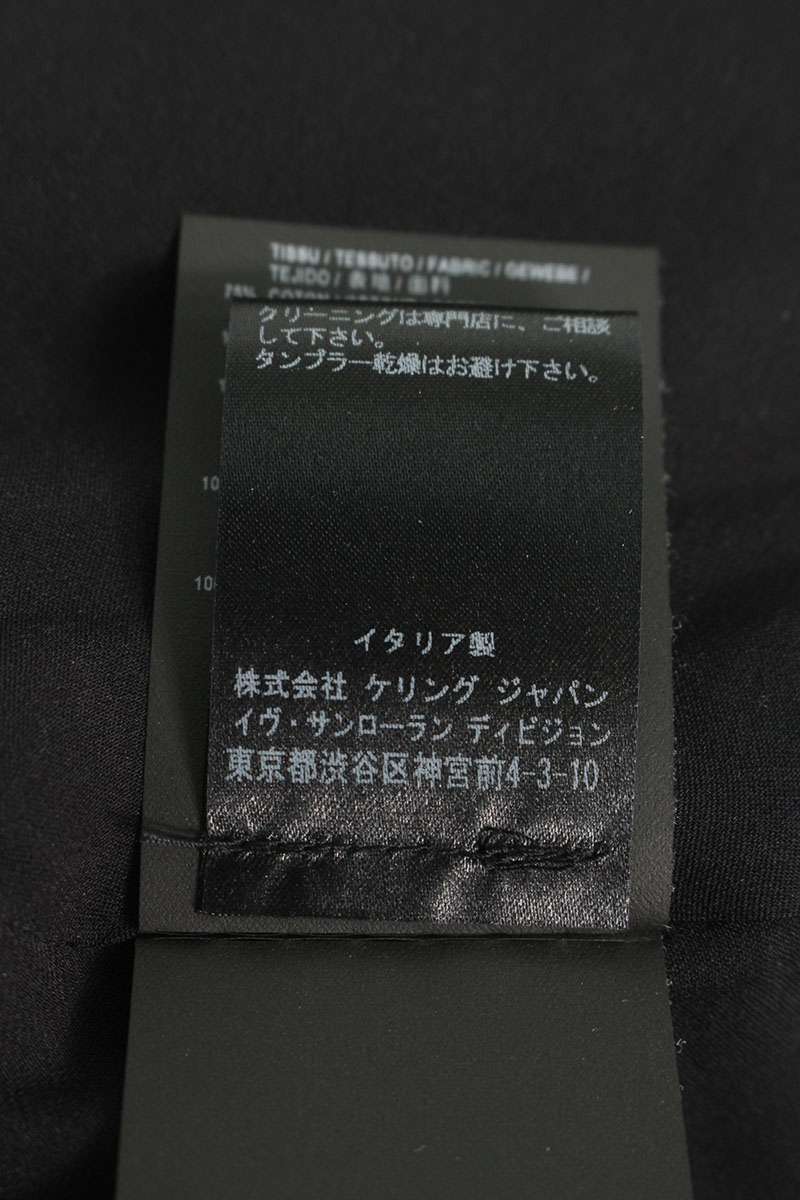 TISSU / TESSUTO / FABRIC / GEWEBE /
TEJIDO / 表地 / 面料
クリーニングは専門店に、ご相談
して下さい。
タンブラー乾燥はお避け下さい。
10
10
イタリア製
株式会社 ケリング ジャパン
イヴ・サンローラン ディビジョン
東京都渋谷区神宮前4-3-10